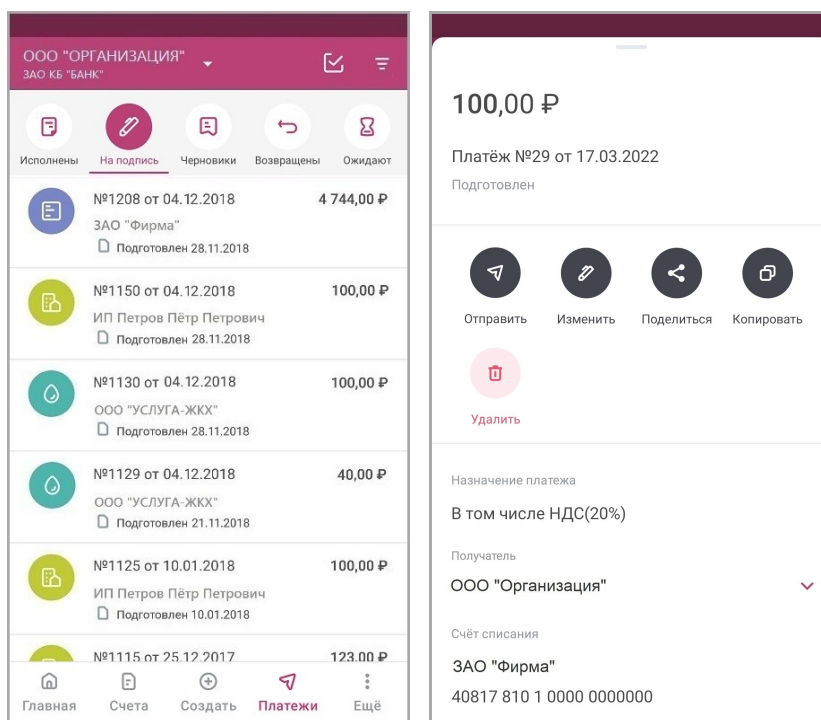 ООО "ОРГАНИЗАЦИЯ"
ЗАО КБ "БАНК"
Исполнены
На подпись
Черновики
Возвращены
Ожидают
№1208 от 04.12.2018
4 744,00 ₽
ЗАО "Фирма"
Подготовлен 28.11.2018
№1150 от 04.12.2018
100,00 ₽
ИП Петров Пётр Петрович
Подготовлен 28.11.2018
№1130 от 04.12.2018
100,00 ₽
ООО "УСЛУГА-ЖКХ"
Подготовлен 28.11.2018
№1129 от 04.12.2018
40,00 ₽
ООО "УСЛУГА-ЖКХ"
Подготовлен 21.11.2018
№1125 от 10.01.2018
100,00 ₽
ИП Петров Пётр Петрович
Подготовлен 10.01.2018
№1115 от 25.12.2017
123,00 ₽
Главная
Счета
Создать
Платежи
Ещё
100,00 ₽
Платёж №29 от 17.03.2022
Подготовлен
Отправить
Изменить
Поделиться
Копировать
Удалить
Назначение платежа
В том числе НДС(20%)
Получатель
ООО "Организация"
Счёт списания
ЗАО "Фирма"
40817 810 1 0000 0000000